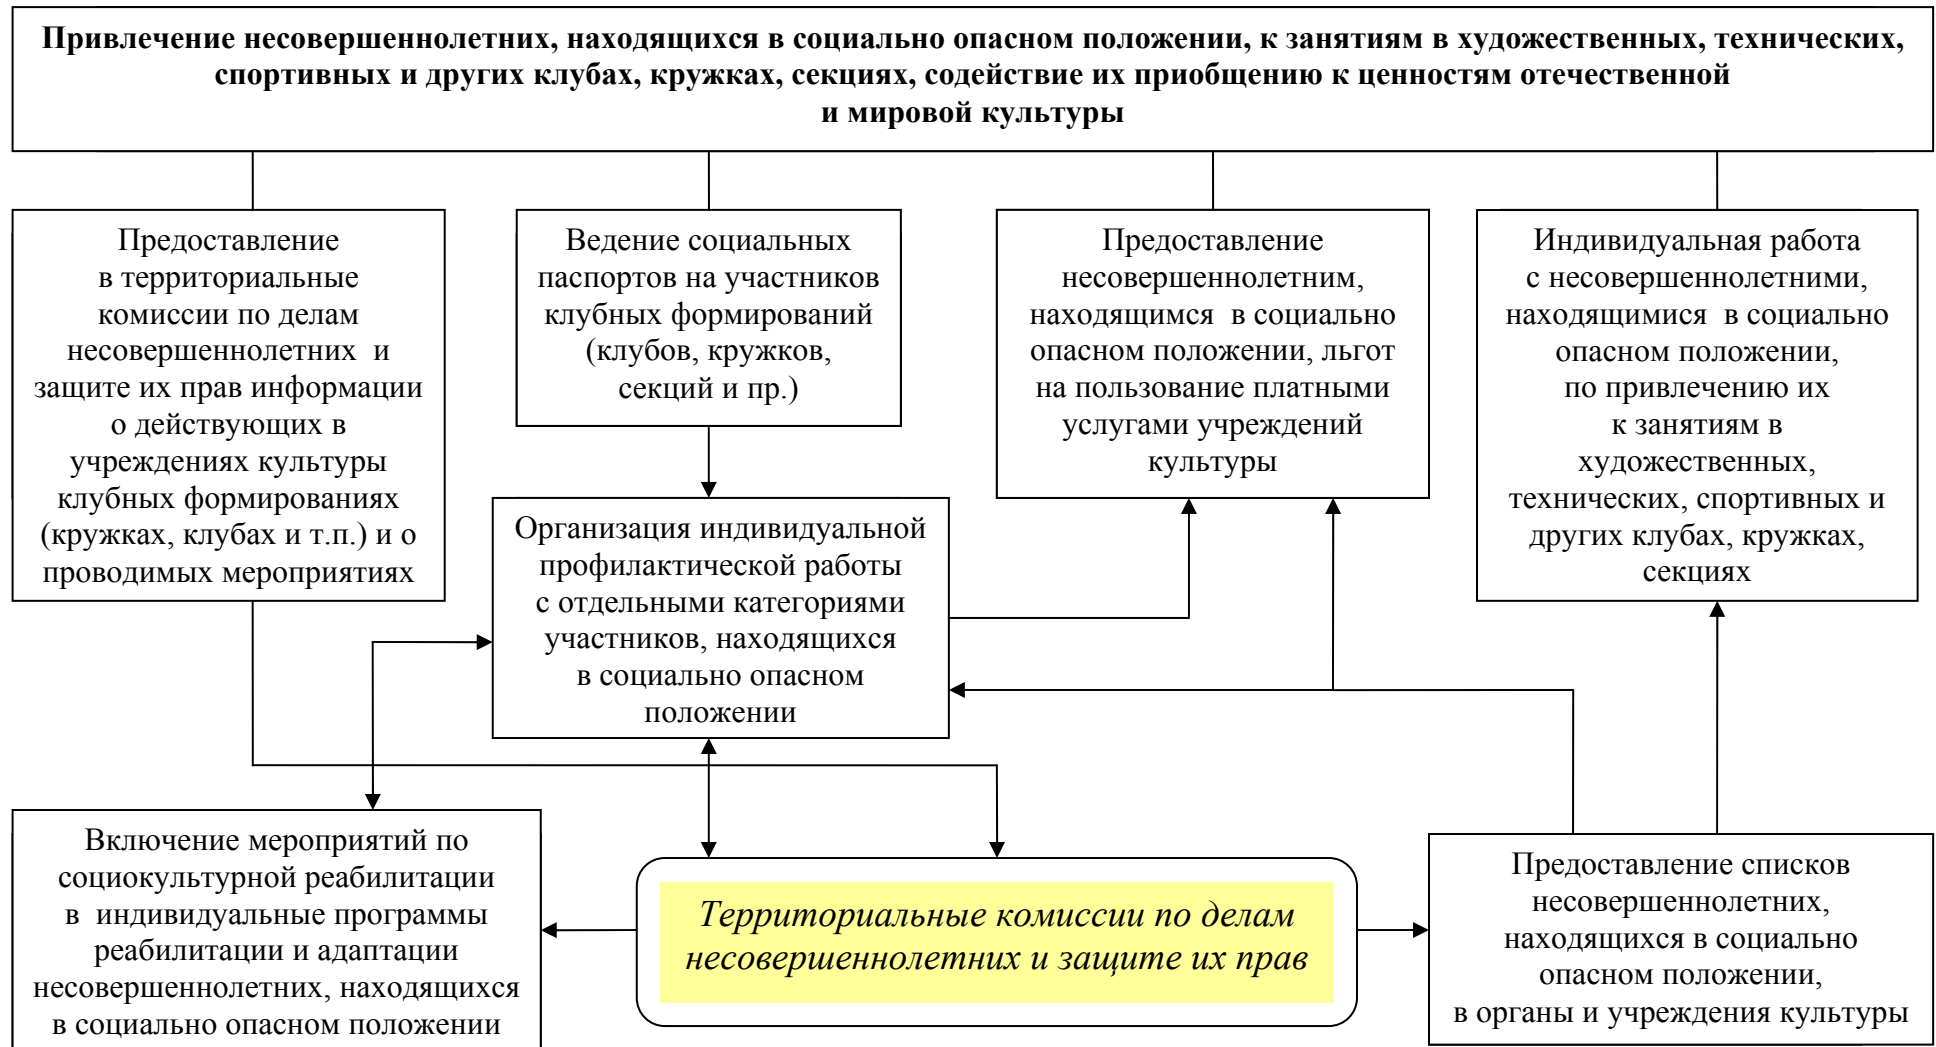 Привлечение несовершеннолетних, находящихся в социально опасном положении, к занятиям в художественных, технических,
спортивных и других клубах, кружках, секциях, содействие их приобщению к ценностям отечественной
и мировой культуры
Предоставление
в территориальные
комиссии по делам
несовершеннолетних и
защите их прав информации
о действующих в
учреждениях культуры
клубных формированиях
(кружках, клубах и т.п.) и о
проводимых мероприятиях
Ведение социальных
паспортов на участников
клубных формирований
(клубов, кружков,
секций и пр.)
Предоставление
несовершеннолетним,
находящимся в социально
опасном положении, льгот
на пользование платными
услугами учреждений
культуры
Индивидуальная работа
с несовершеннолетними,
находящимися в социально
опасном положении,
по привлечению их
к занятиям в
художественных,
технических, спортивных и
других клубах, кружках,
секциях
Организация индивидуальной
профилактической работы
с отдельными категориями
участников, находящихся
в социально опасном
положении
Включение мероприятий по
социокультурной реабилитации
в индивидуальные программы
реабилитации и адаптации
несовершеннолетних, находящихся
в социально опасном положении
Территориальные комиссии по делам
несовершеннолетних и защите их прав
Предоставление списков
несовершеннолетних,
находящихся в социально
опасном положении,
в органы и учреждения культуры